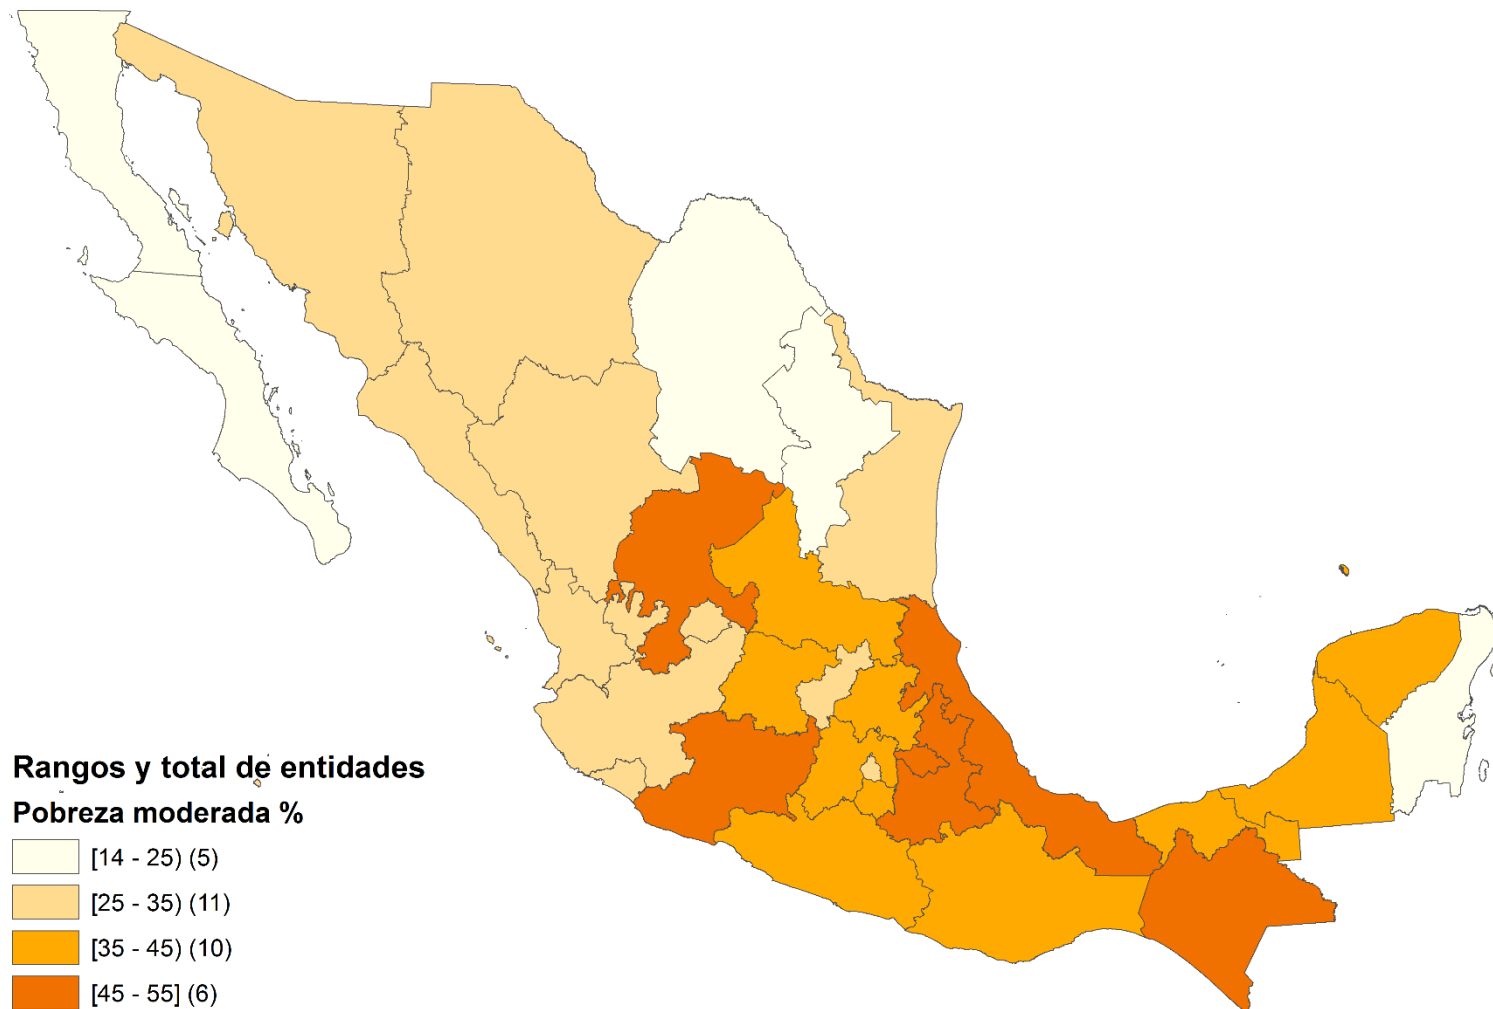 Rangos y total de entidades
Pobreza moderada %
[14 - 25) (5)
[25 - 35) (11)
[35 - 45) (10)
[45 - 55] (6)